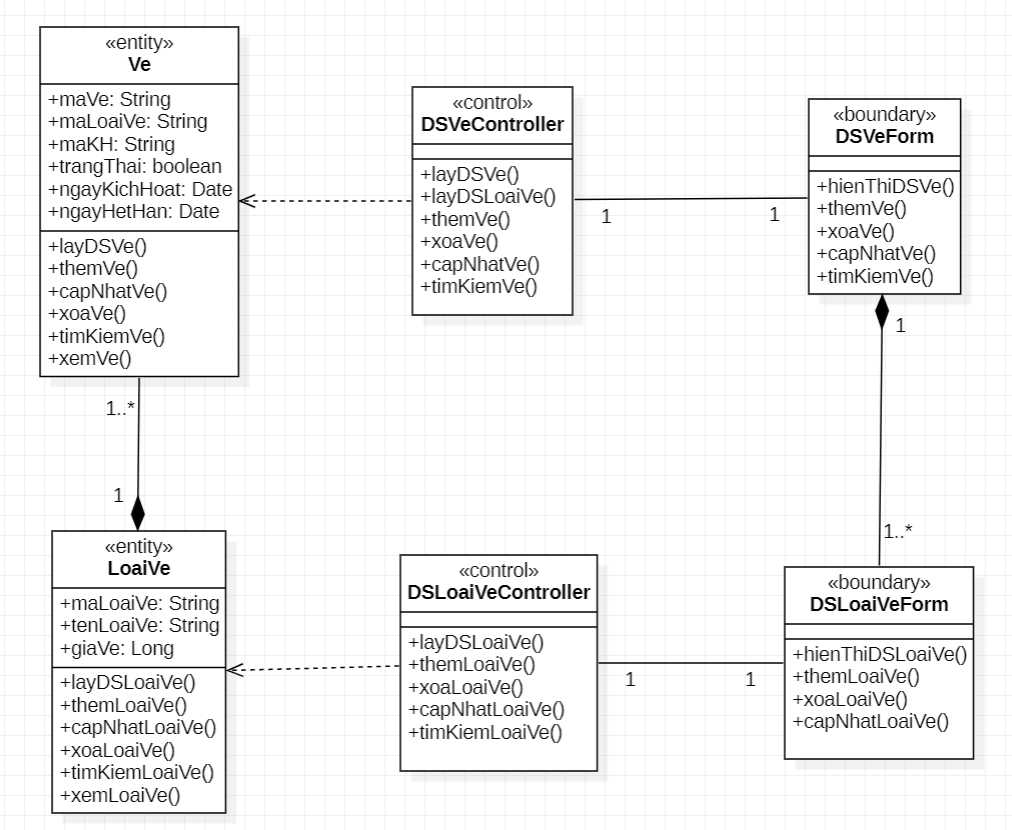 «entity»
Ve
+maVe: String
+maLoaiVe: String
+maKH: String
+trangThai: boolean
+ngayKichHoat: Date
+ngayHetHan: Date
+layDSVe()
+themVe()
+capNhatVe()
+xoaVe()
+timKiemVe()
+xemVe()
«control»
DSVeController
+layDSVe()
+layDSLoaiVe()
+themVe()
+xoaVe()
+capNhatVe()
+timKiemVe()
1
1
«boundary»
DSVeForm
+hienThiDSVe()
+themVe()
+xoaVe()
+capNhatVe()
+timKiemVe()
1
1..*
1..*
1
«entity»
LoaiVe
+maLoaiVe: String
+tenLoaiVe: String
+giaVe: Long
+layDSLoaiVe()
+themLoaiVe()
+capNhatLoaiVe()
+xoaLoaiVe()
+timKiemLoaiVe()
+xemLoaiVe()
«control»
DSLoaiVeController
+layDSLoaiVe()
+themLoaiVe()
+xoaLoaiVe()
+capNhatLoaiVe()
+timKiemLoaiVe()
1
1
«boundary»
DSLoaiVeForm
+hienThiDSLoaiVe()
+themLoaiVe()
+xoaLoaiVe()
+capNhatLoaiVe()